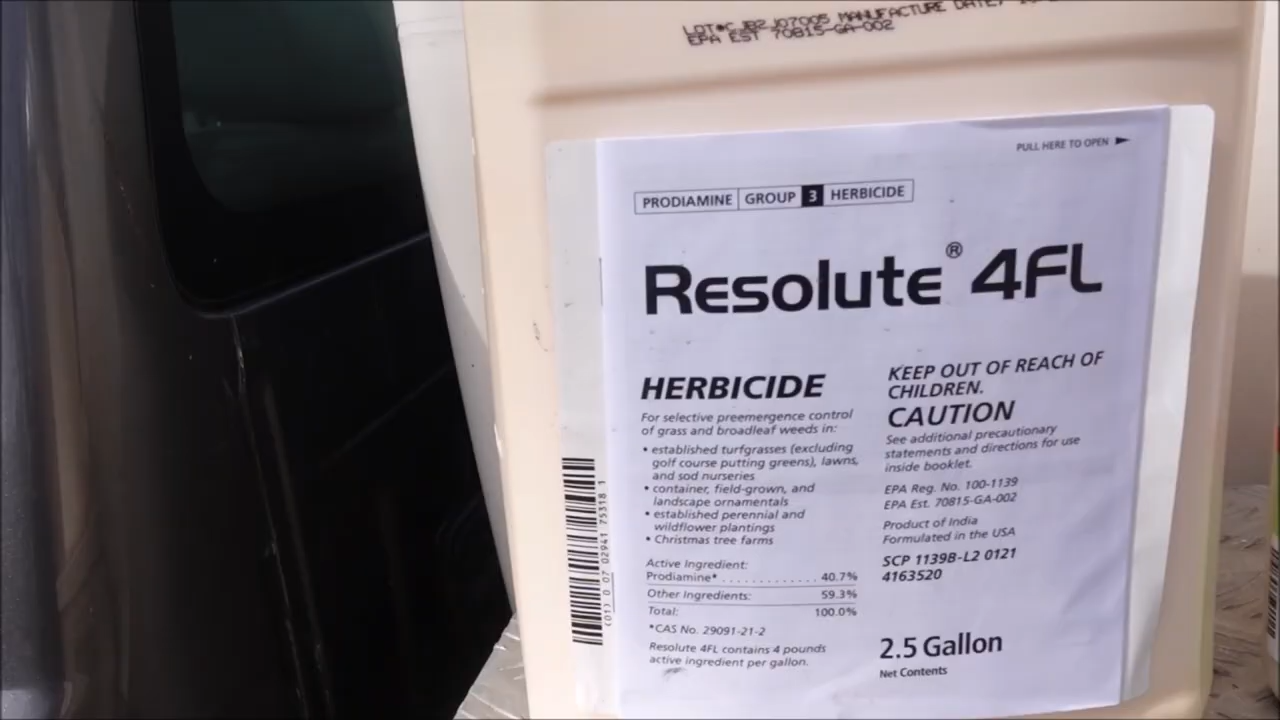 LOT# CJB2J07005 MANUFACTURE DATE/
EPA EST 70815-GA-002
PULL HERE TO OPEN
PRODIAMINE GROUP 3 HERBICIDE
Resolute® 4FL
HERBICIDE
For selective preemergence control
of grass and broadleaf weeds in:
• established turfgrasses (excluding
golf course putting greens), lawns,
and sod nurseries
• container, field-grown, and
landscape ornamentals
• established perennial and
wildflower plantings
• Christmas tree farms
Active Ingredient:
Prodiamine* . . . . . . . . . . . . 40.7%
Other Ingredients: 59.3%
Total: 100.0%
*CAS No. 29091-21-2
Resolute 4FL contains 4 pounds
active ingredient per gallon.
KEEP OUT OF REACH OF
CHILDREN.
CAUTION
See additional precautionary
statements and directions for use
inside booklet.
EPA Reg. No. 100-1139
EPA Est. 70815-GA-002
Product of India
Formulated in the USA
SCP 1139B-L2 0121
4163520
2.5 Gallon
Net Contents
(01) 0 07 02941 75318 1